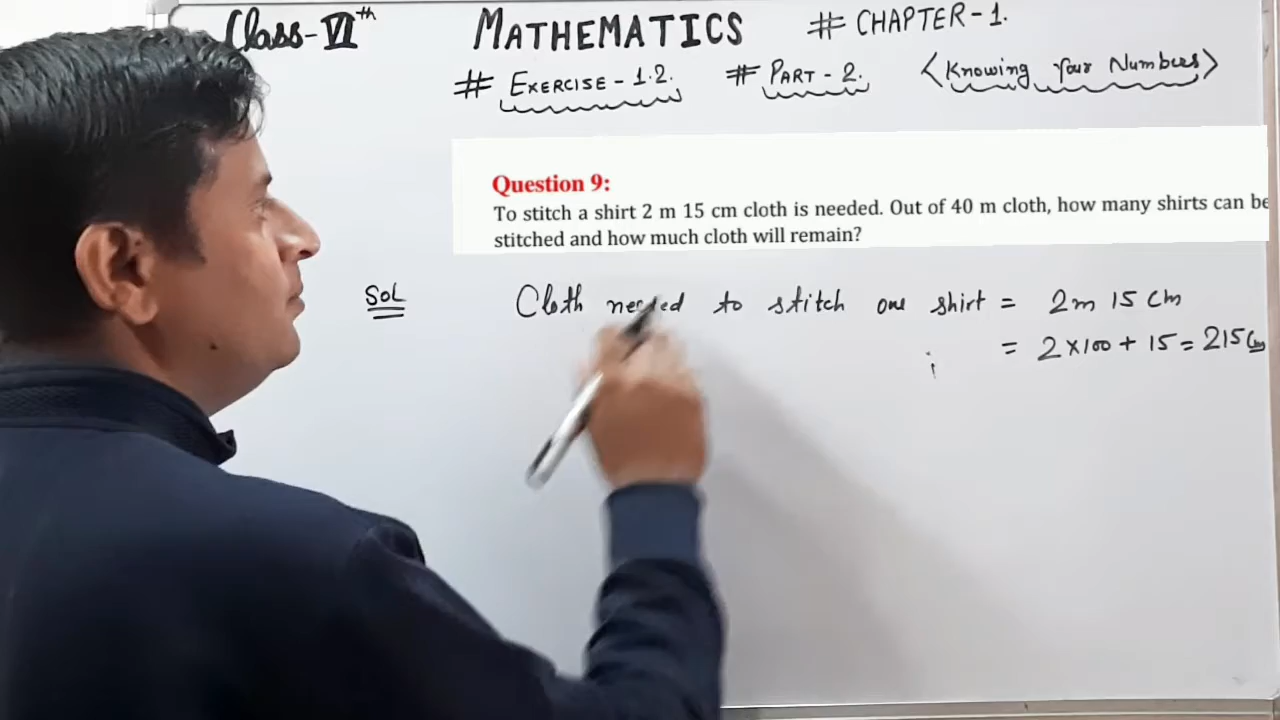 Class-VIth MATHEMATICS # CHAPTER-1.
# EXERCISE-1.2. # PART-2. <Knowing Your Numbers>
Question 9:
To stitch a shirt 2 m 15 cm cloth is needed. Out of 40 m cloth, how many shirts can be
stitched and how much cloth will remain?
Sol Cloth needed to stitch one shirt = 2m 15 cm
= 2×100 + 15 = 215 cm